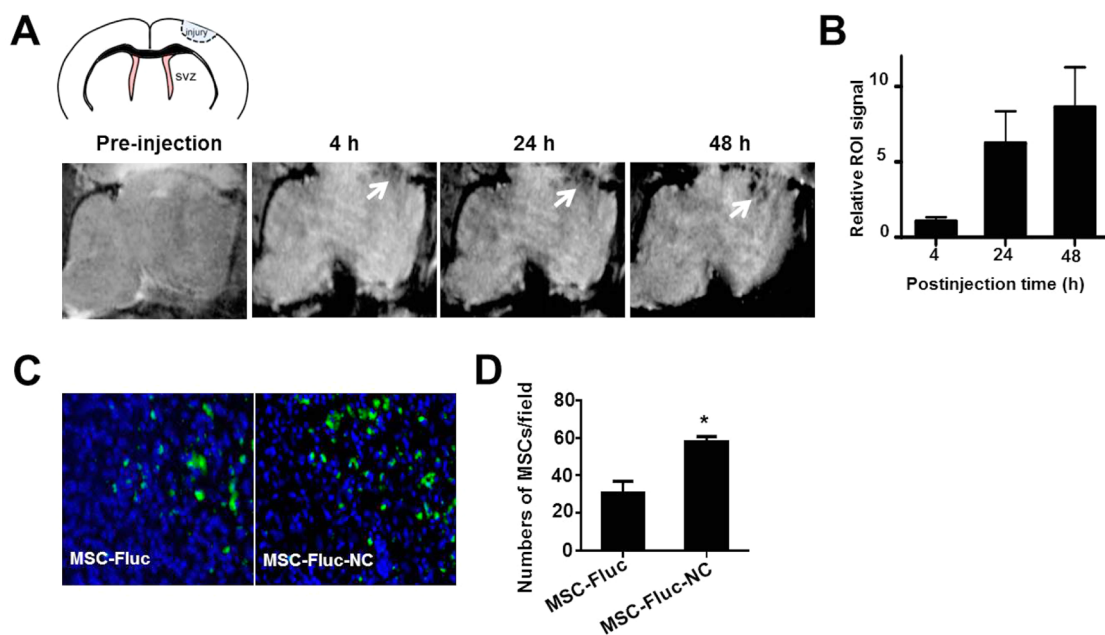 A
injury
SVZ
Pre-injection
4 h
24 h
48 h
B
Relative ROI signal
10
5
0
4
24
48
Postinjection time (h)
C
MSC-Fluc
MSC-Fluc-NC
D
Numbers of MSCs/field
80
60
40
20
0
*
MSC-Fluc
MSC-Fluc-NC